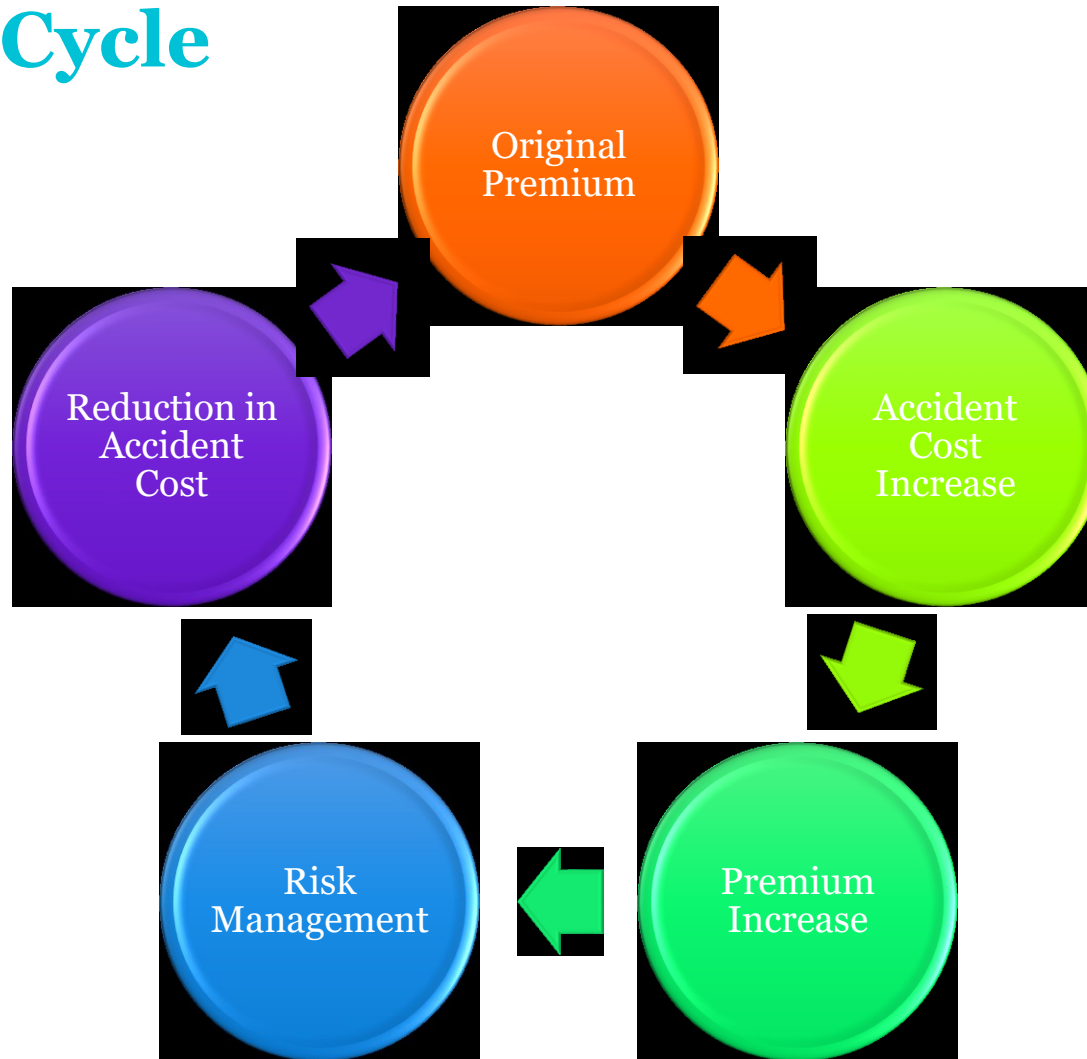 Cycle
Original
Premium
Accident
Cost
Increase
Premium
Increase
Risk
Management
Reduction in
Accident
Cost